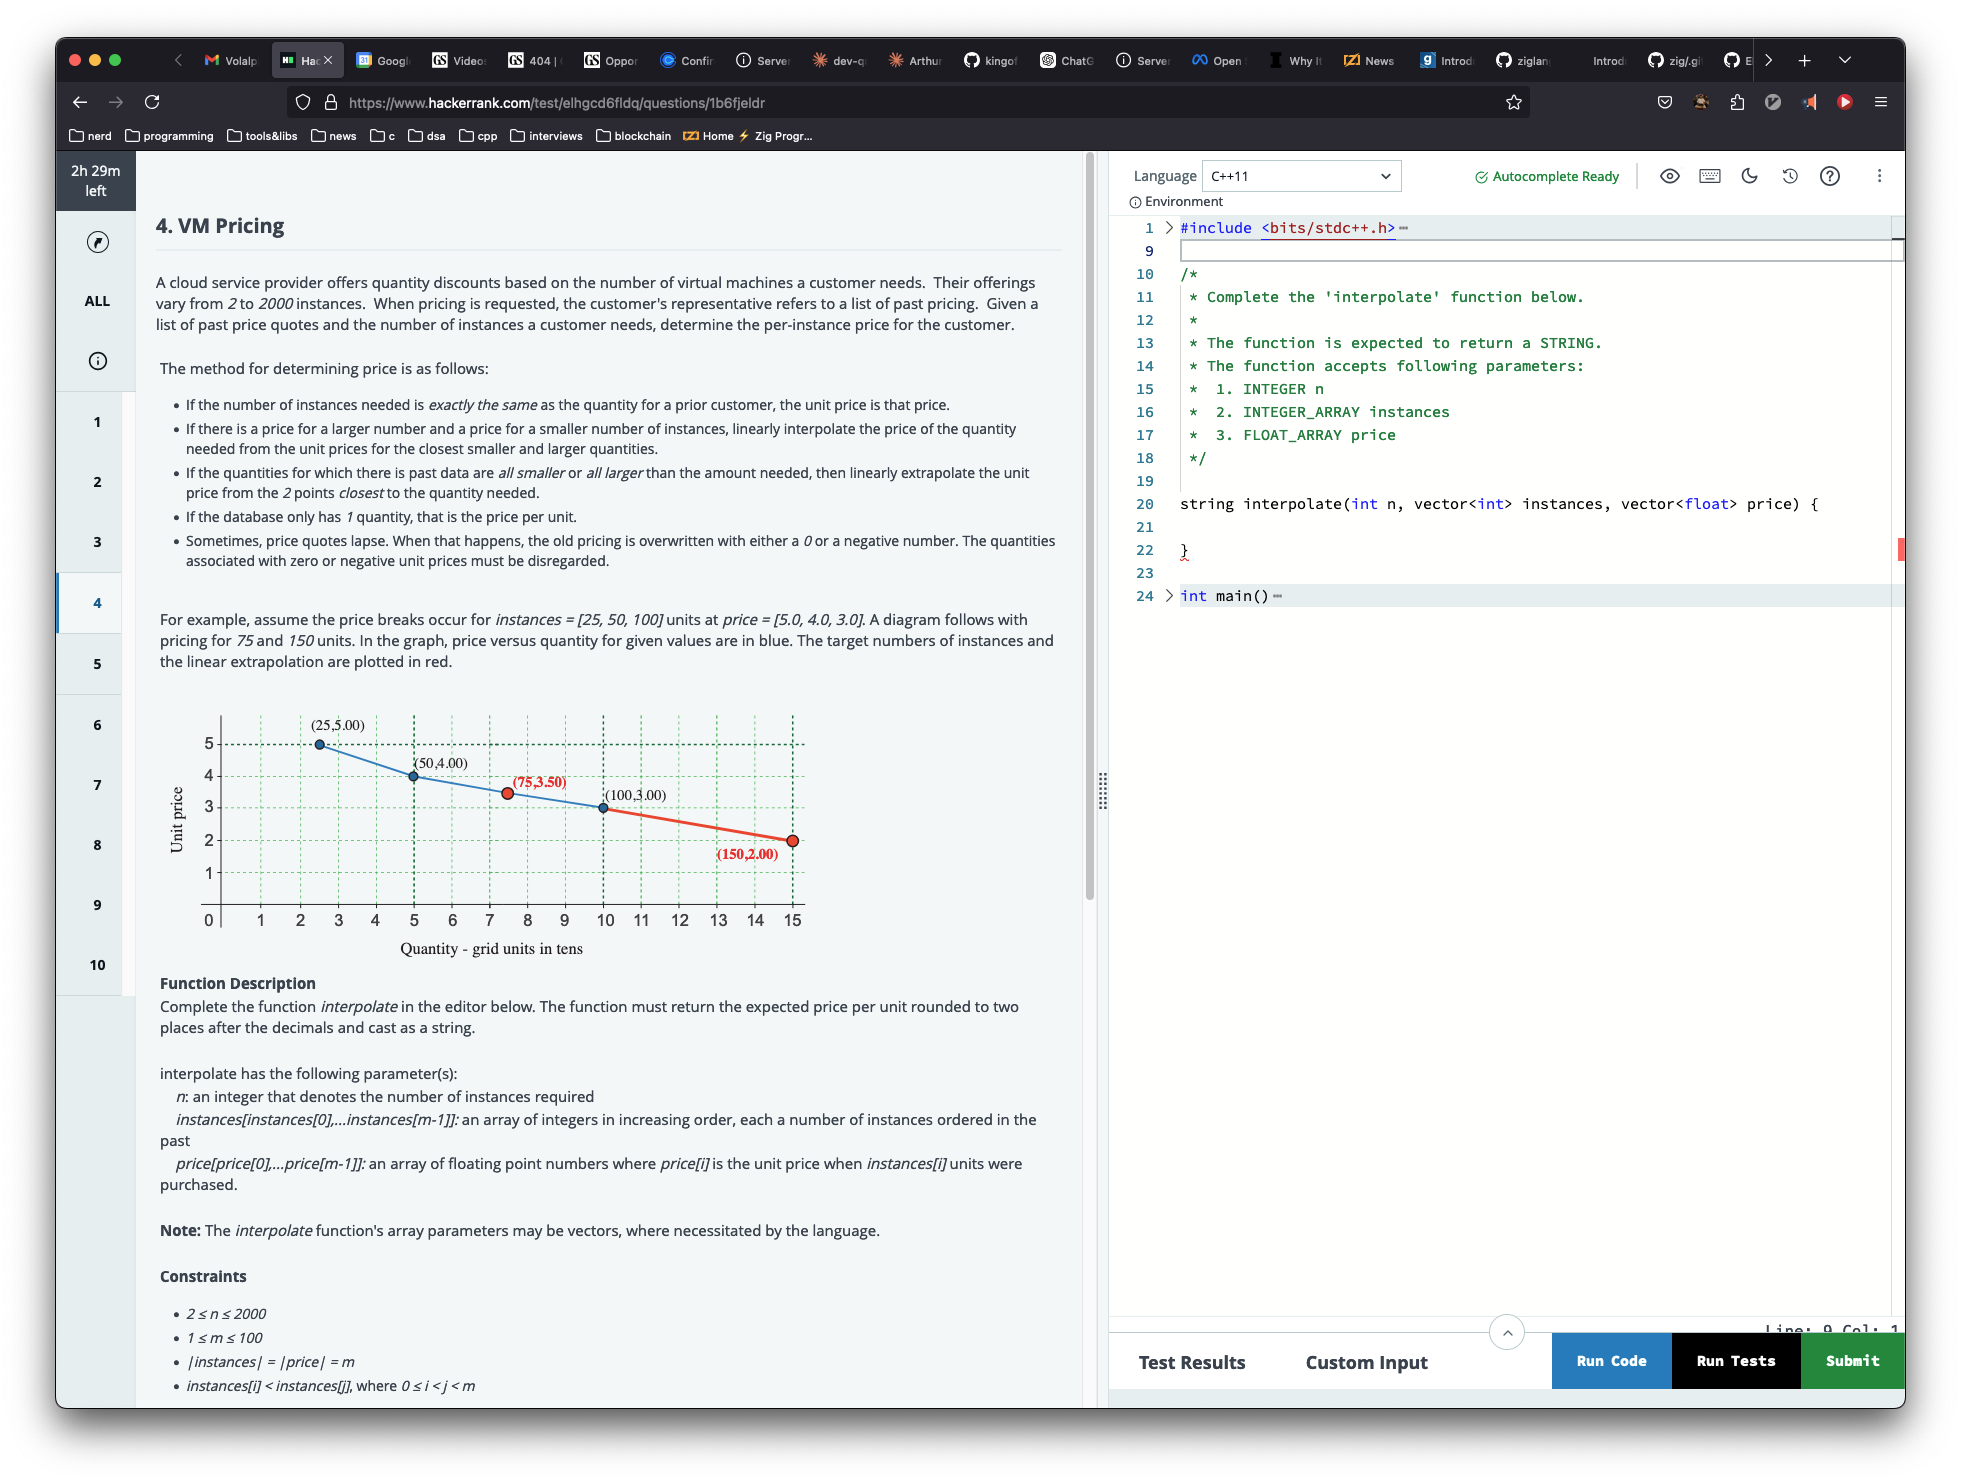 Volalp
Hac
Googl
Video
404 |
Oppor
Confir
Server
dev-q
Arthur
kingof
ChatG
Server
Open
Why I
News
Introd
ziglan
Introd
zig/.gi
E
https://www.hackerrank.com/test/elhgcd6fldq/questions/1b6fjeldr
nerd programming tools&libs news c dsa cpp interviews blockchain Home ⚡ Zig Progr...
2h 29m
left
ALL
1
2
3
4
5
6
7
8
9
10
4. VM Pricing
A cloud service provider offers quantity discounts based on the number of virtual machines a customer needs. Their offerings
vary from 2 to 2000 instances. When pricing is requested, the customer's representative refers to a list of past pricing. Given a
list of past price quotes and the number of instances a customer needs, determine the per-instance price for the customer.
The method for determining price is as follows:
• If the number of instances needed is exactly the same as the quantity for a prior customer, the unit price is that price.
• If there is a price for a larger number and a price for a smaller number of instances, linearly interpolate the price of the quantity
needed from the unit prices for the closest smaller and larger quantities.
• If the quantities for which there is past data are all smaller or all larger than the amount needed, then linearly extrapolate the unit
price from the 2 points closest to the quantity needed.
• If the database only has 1 quantity, that is the price per unit.
• Sometimes, price quotes lapse. When that happens, the old pricing is overwritten with either a 0 or a negative number. The quantities
associated with zero or negative unit prices must be disregarded.
For example, assume the price breaks occur for instances = [25, 50, 100] units at price = [5.0, 4.0, 3.0]. A diagram follows with
pricing for 75 and 150 units. In the graph, price versus quantity for given values are in blue. The target numbers of instances and
the linear extrapolation are plotted in red.
(25,5.00)
(50,4.00)
(75,3.50)
(100,3.00)
(150,2.00)
Unit price
5
4
3
2
1
0 1 2 3 4 5 6 7 8 9 10 11 12 13 14 15
Quantity - grid units in tens
Function Description
Complete the function interpolate in the editor below. The function must return the expected price per unit rounded to two
places after the decimals and cast as a string.
interpolate has the following parameter(s):
n: an integer that denotes the number of instances required
instances[instances[0],...instances[m-1]]: an array of integers in increasing order, each a number of instances ordered in the
past
price[price[0],...price[m-1]]: an array of floating point numbers where price[i] is the unit price when instances[i] units were
purchased.
Note: The interpolate function's array parameters may be vectors, where necessitated by the language.
Constraints
• 2 ≤ n ≤ 2000
• 1 ≤ m ≤ 100
• |instances| = |price| = m
• instances[i] < instances[j], where 0 ≤ i < j < m
Language C++11
Autocomplete Ready
Environment
1 #include <bits/stdc++.h>
9
10 /*
11 * Complete the 'interpolate' function below.
12 *
13 * The function is expected to return a STRING.
14 * The function accepts following parameters:
15 * 1. INTEGER n
16 * 2. INTEGER_ARRAY instances
17 * 3. FLOAT_ARRAY price
18 */
19
20 string interpolate(int n, vector<int> instances, vector<float> price) {
21
22 }
23
24 int main()
Line: 9 Col: 1
Test Results
Custom Input
Run Code
Run Tests
Submit